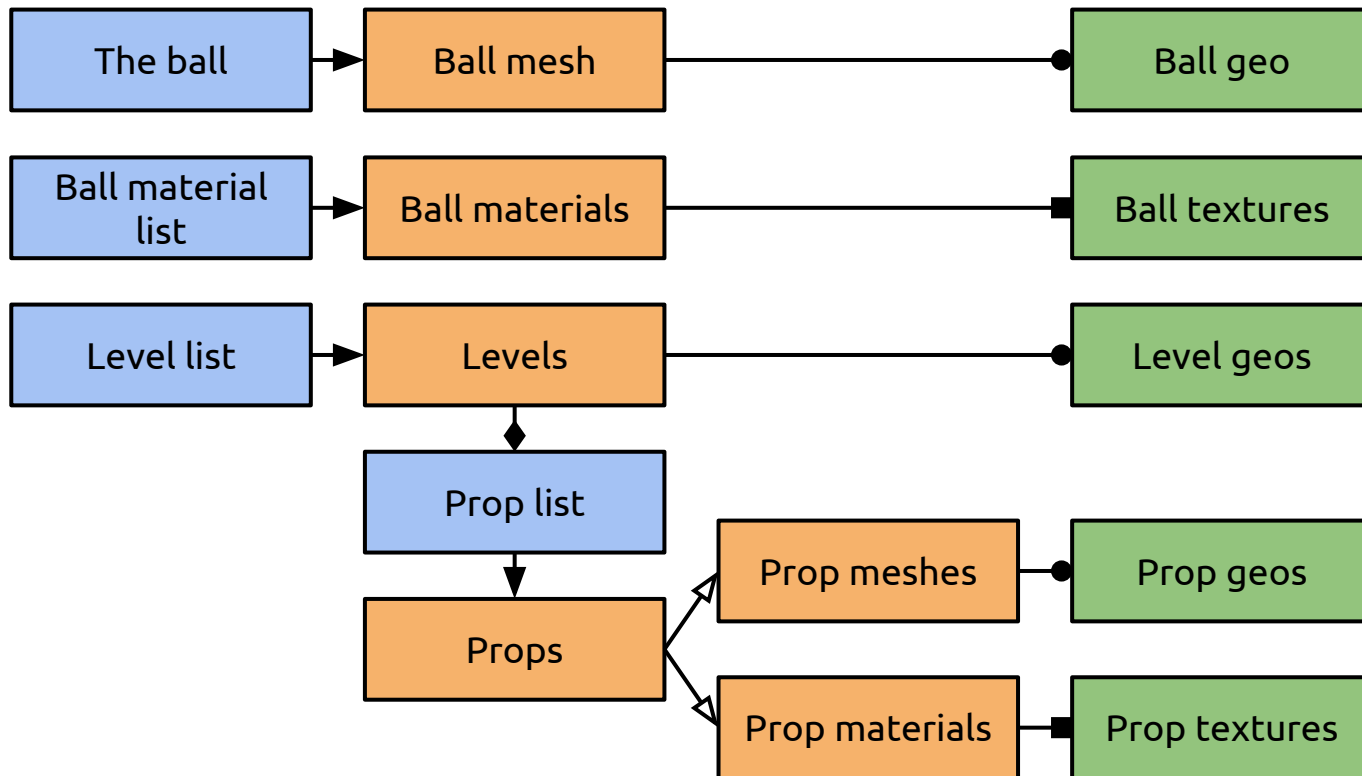 The ball
Ball mesh
Ball geo
Ball material
list
Ball materials
Ball textures
Level list
Levels
Level geos
Prop list
Prop meshes
Prop geos
Props
Prop materials
Prop textures